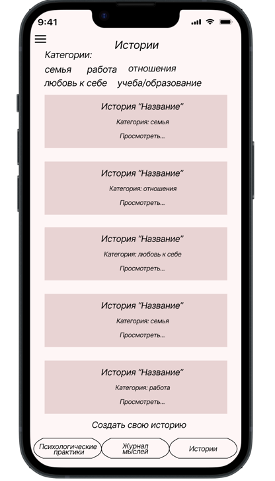 9:41
Истории
Категории:
семья работа отношения
любовь к себе учеба/образование
История "Название"
Категория: семья
Просмотреть...
История "Название"
Категория: отношения
Просмотреть...
История "Название"
Категория: любовь к себе
Просмотреть...
История "Название"
Категория: семья
Просмотреть...
История "Название"
Категория: работа
Просмотреть...
Создать свою историю
Психологические
практики
Журнал
мыслей
Истории